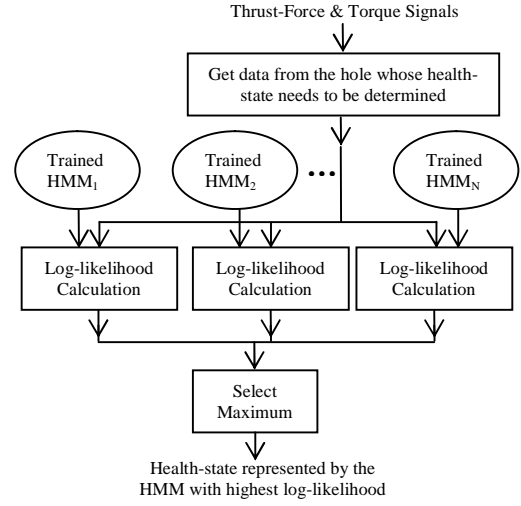 Thrust-Force & Torque Signals
Get data from the hole whose health-
state needs to be determined
Trained
HMM₁
Trained
HMM₂
...
Trained
HMM_N
Log-likelihood
Calculation
Log-likelihood
Calculation
Log-likelihood
Calculation
Select
Maximum
Health-state represented by the
HMM with highest log-likelihood